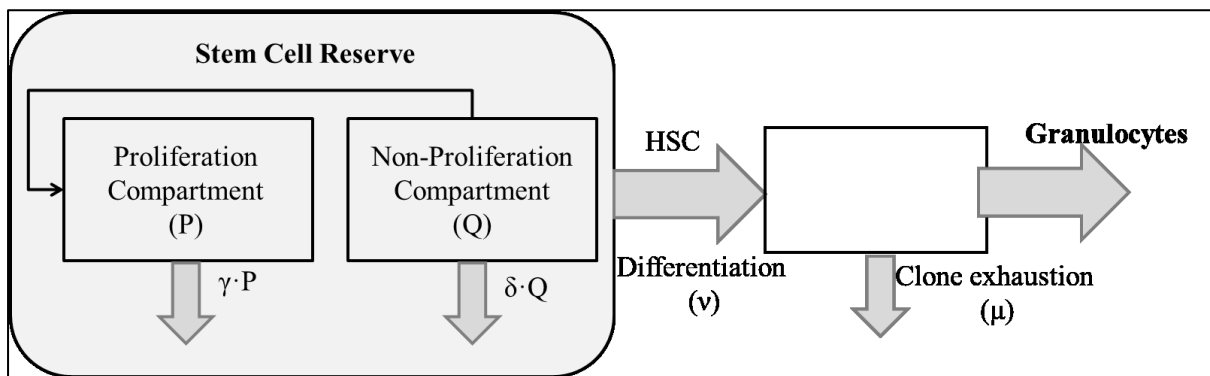 Stem Cell Reserve
Proliferation
Compartment
(P)
Non-Proliferation
Compartment
(Q)
γ·P
δ·Q
HSC
Differentiation
(ν)
Granulocytes
Clone exhaustion
(μ)